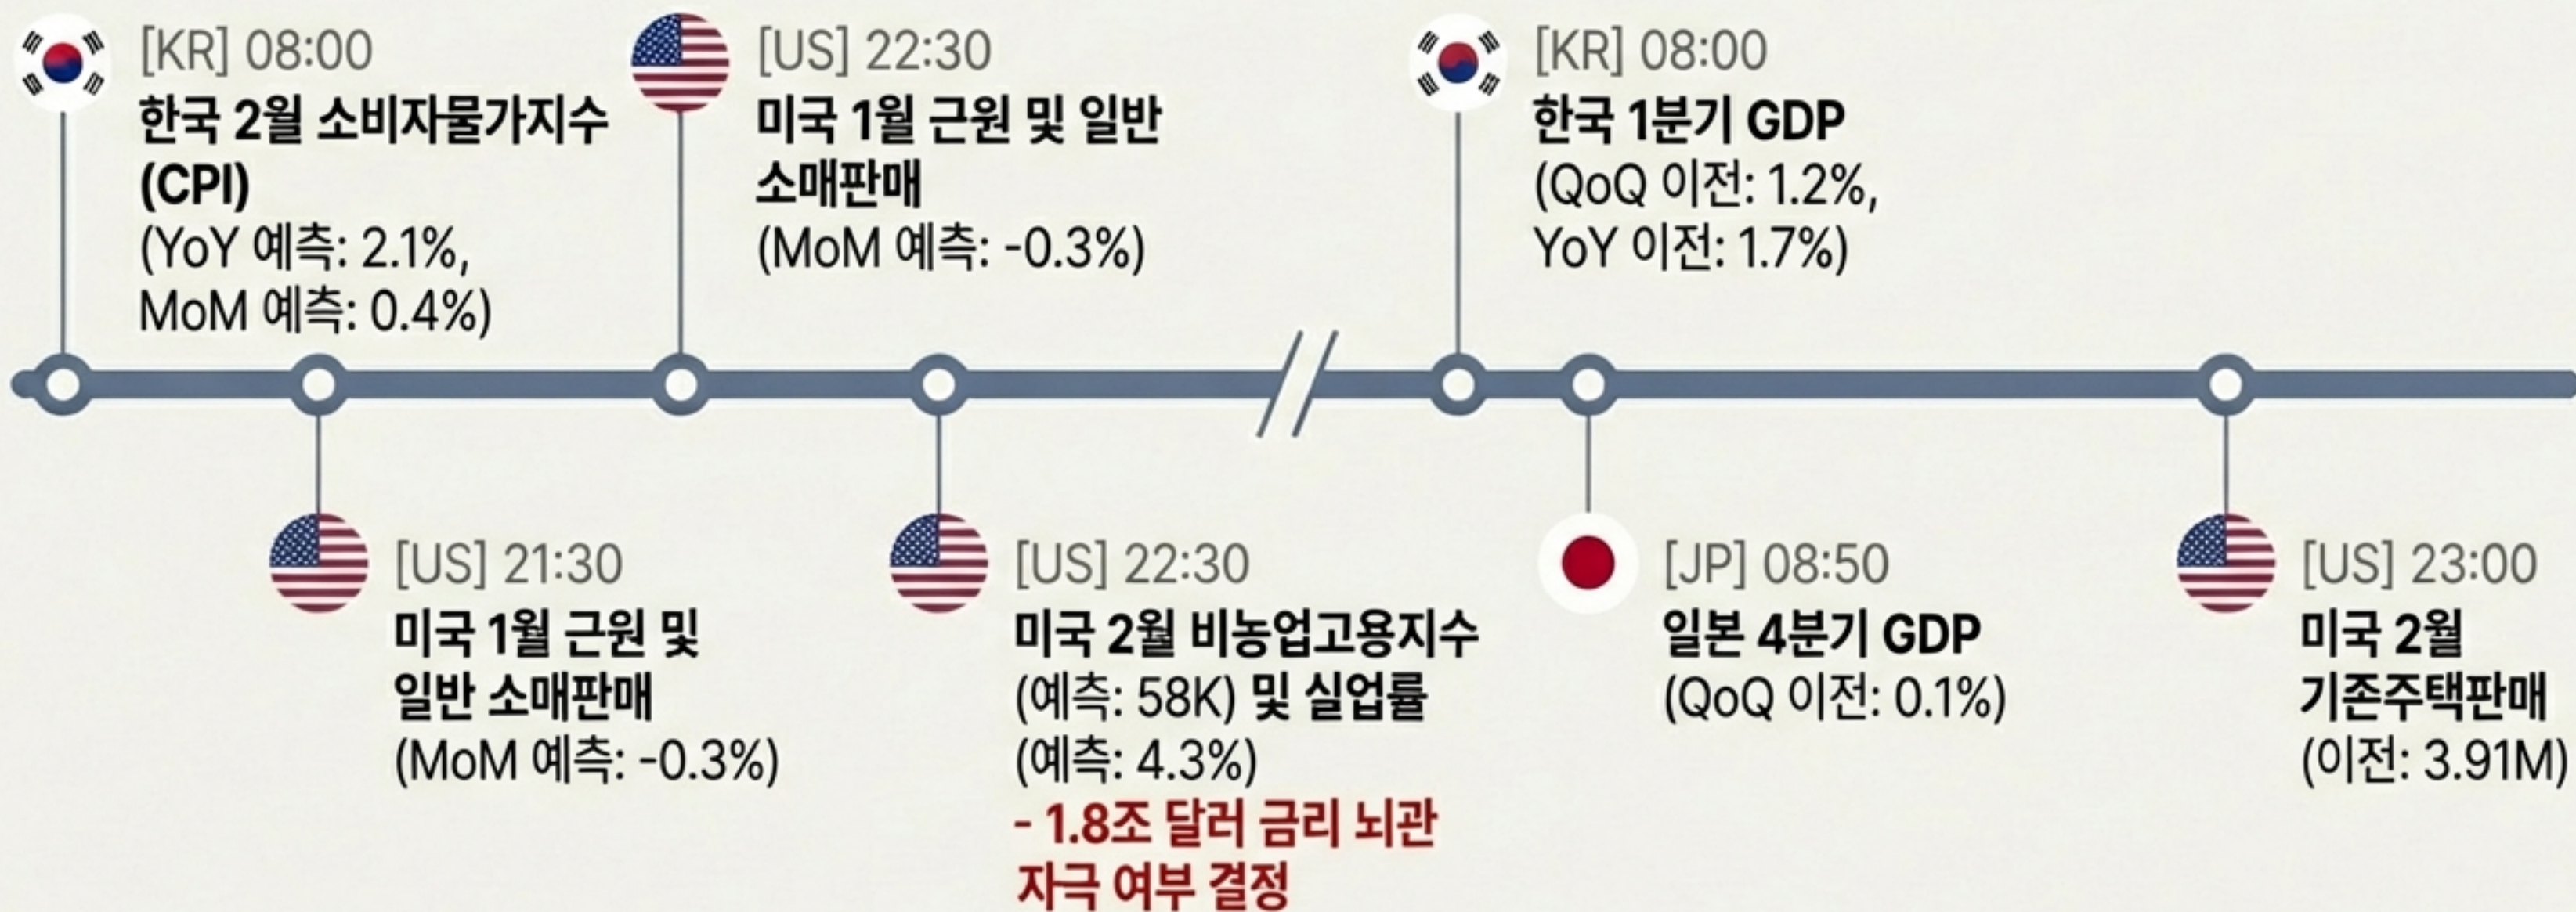 [KR] 08:00
한국 2월 소비자물가지수
(CPI)
(YoY 예측: 2.1%,
MoM 예측: 0.4%)
[US] 21:30
미국 1월 근원 및
일반 소매판매
(MoM 예측: -0.3%)
[US] 22:30
미국 1월 근원 및 일반
소매판매
(MoM 예측: -0.3%)
[US] 22:30
미국 2월 비농업고용지수
(예측: 58K) 및 실업률
(예측: 4.3%)
- 1.8조 달러 금리 뇌관
자극 여부 결정
[KR] 08:00
한국 1분기 GDP
(QoQ 이전: 1.2%,
YoY 이전: 1.7%)
[JP] 08:50
일본 4분기 GDP
(QoQ 이전: 0.1%)
[US] 23:00
미국 2월
기존주택판매
(이전: 3.91M)